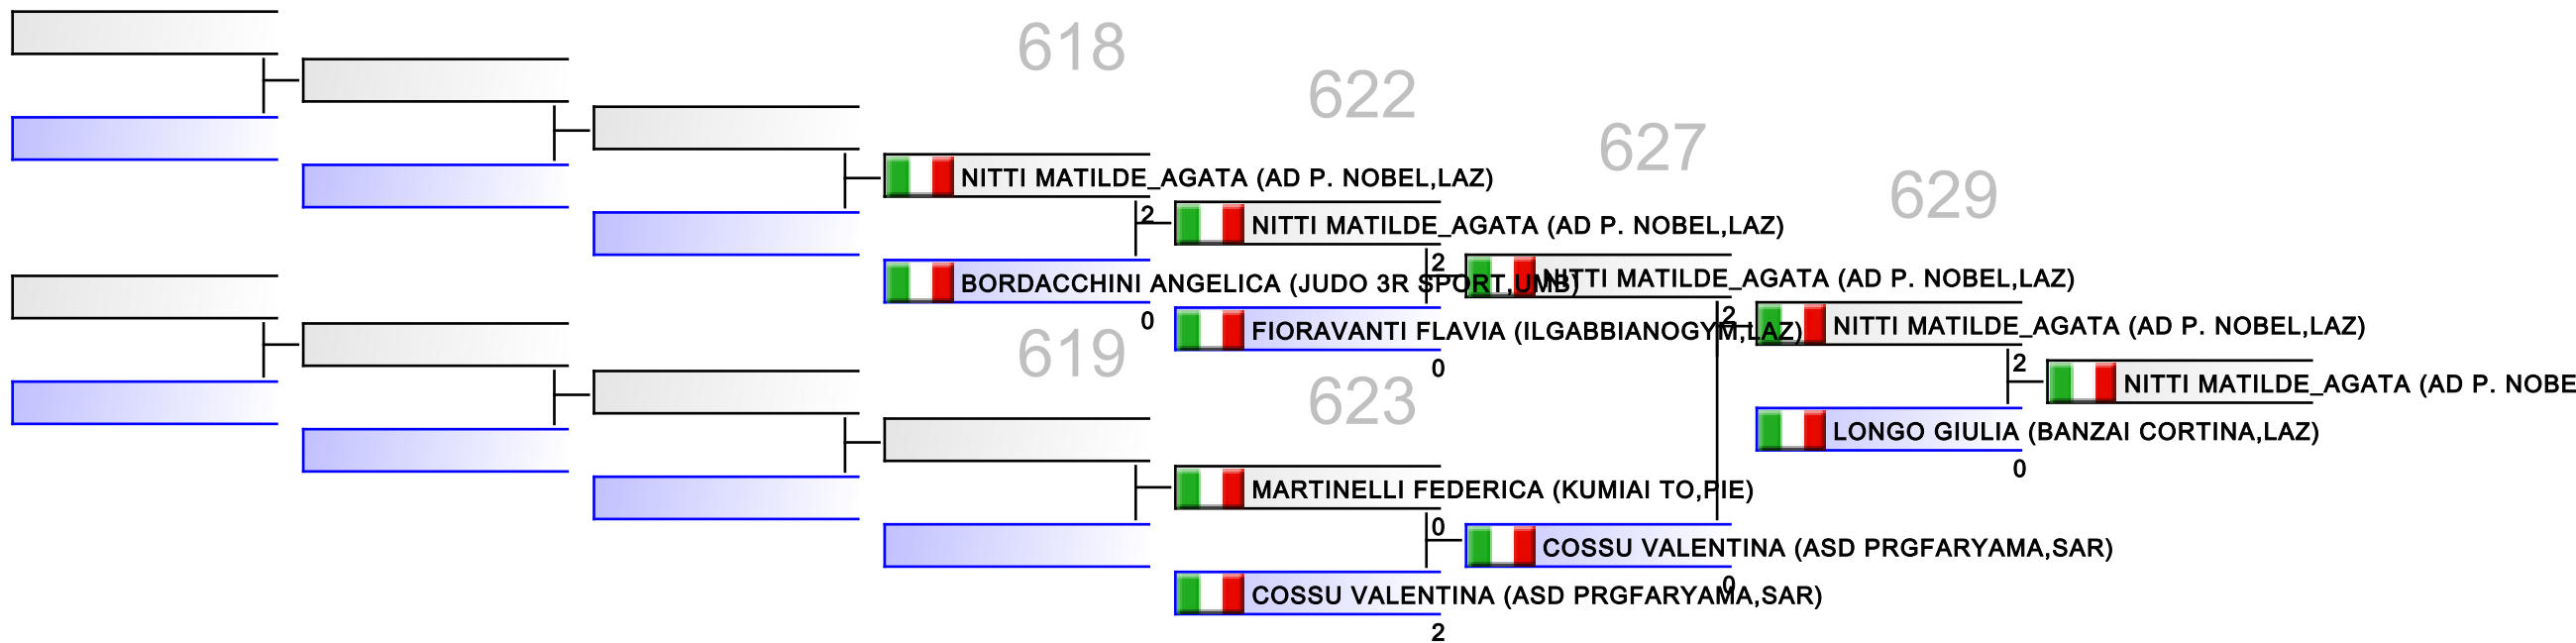 618
622
627
629
NITTI MATILDE_AGATA (AD P. NOBEL,LAZ)
2
NITTI MATILDE_AGATA (AD P. NOBEL,LAZ)
BORDACCHINI ANGELICA (JUDO 3R SPORT,UMB)
0
2
NITTI MATILDE_AGATA (AD P. NOBEL,LAZ)
FIORAVANTI FLAVIA (ILGABBIANOGYM,LAZ)
0
2
NITTI MATILDE_AGATA (AD P. NOBEL,LAZ)
619
623
2
NITTI MATILDE_AGATA (AD P. NOBE
LONGO GIULIA (BANZAI CORTINA,LAZ)
0
MARTINELLI FEDERICA (KUMIAI TO,PIE)
0
COSSU VALENTINA (ASD PRGFARYAMA,SAR)
0
COSSU VALENTINA (ASD PRGFARYAMA,SAR)
2